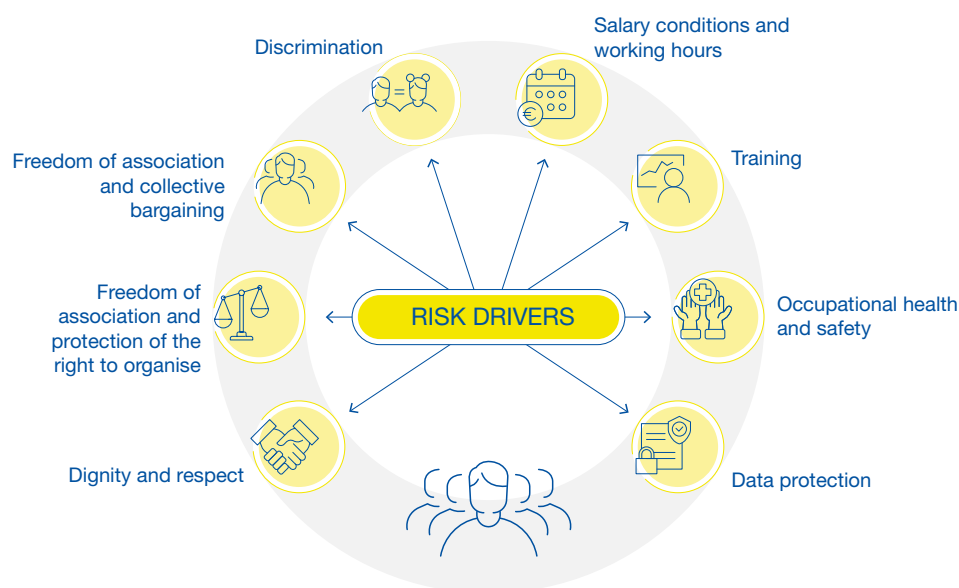 Salary conditions and
working hours
Discrimination
Training
Freedom of association
and collective
bargaining
Freedom of
association and
protection of the
right to organise
RISK DRIVERS
Occupational health
and safety
Dignity and respect
Data protection